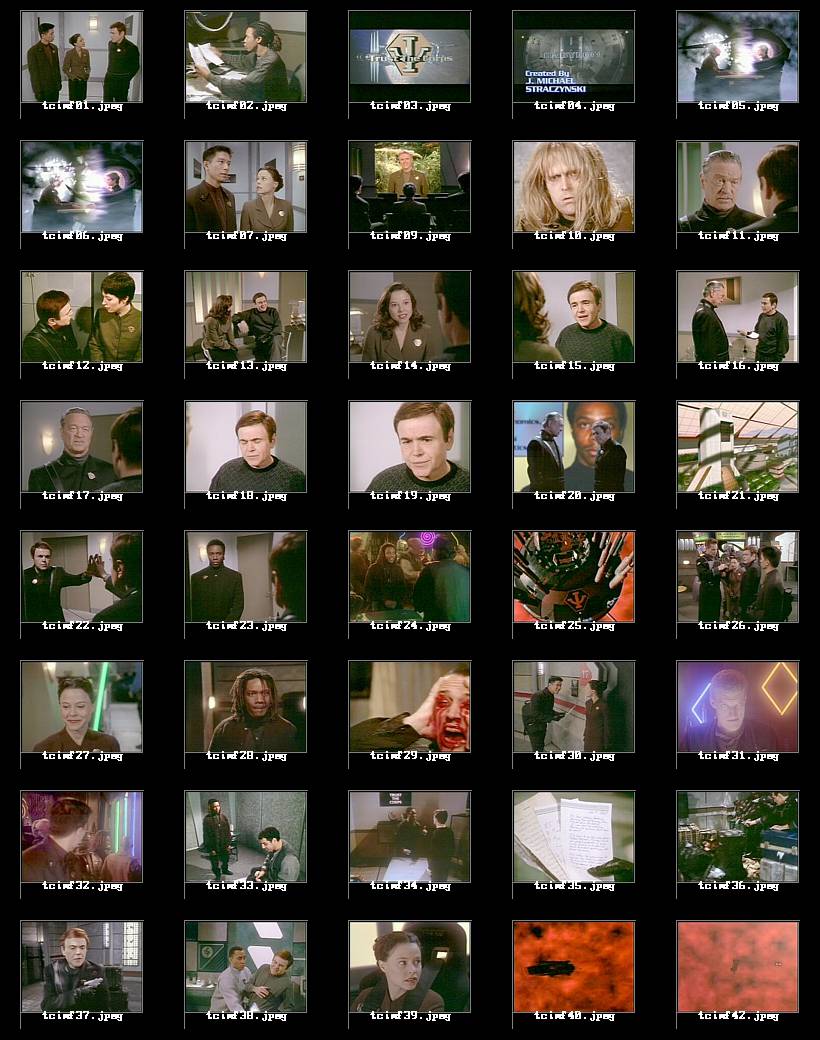 Trust the Corps
Created By
J. MICHAEL
STRACZYNSKI
tcimf01.jpeg tcimf02.jpeg tcimf03.jpeg tcimf04.jpeg tcimf05.jpeg
tcimf06.jpeg tcimf07.jpeg tcimf09.jpeg tcimf10.jpeg tcimf11.jpeg
tcimf12.jpeg tcimf13.jpeg tcimf14.jpeg tcimf15.jpeg tcimf16.jpeg
tcimf17.jpeg tcimf18.jpeg tcimf19.jpeg tcimf20.jpeg tcimf21.jpeg
tcimf22.jpeg tcimf23.jpeg tcimf24.jpeg tcimf25.jpeg tcimf26.jpeg
tcimf27.jpeg tcimf28.jpeg tcimf29.jpeg tcimf30.jpeg tcimf31.jpeg
TRUST
THE
CORPS
tcimf32.jpeg tcimf33.jpeg tcimf34.jpeg tcimf35.jpeg tcimf36.jpeg
tcimf37.jpeg tcimf38.jpeg tcimf39.jpeg tcimf40.jpeg tcimf42.jpeg